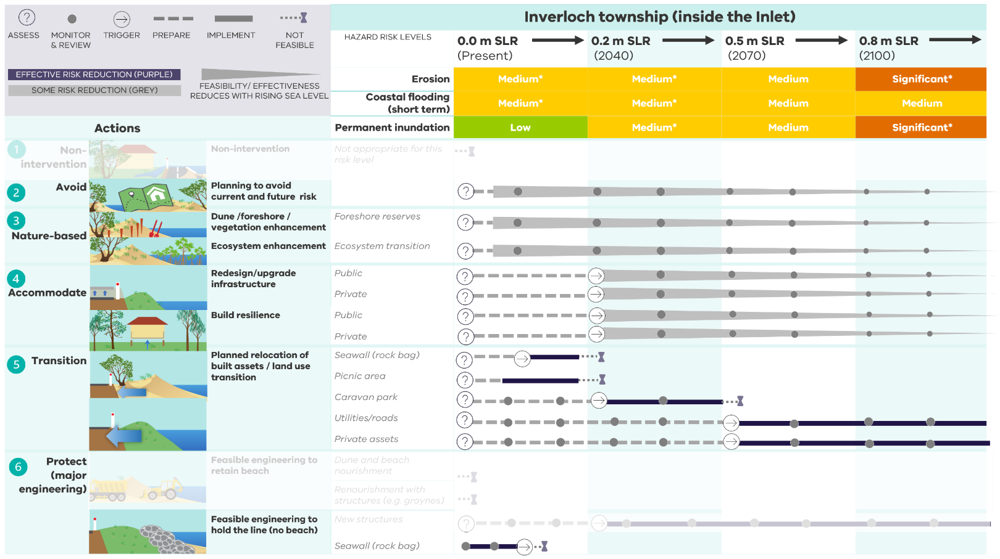 ?
→
ASSESS
MONITOR
& REVIEW
TRIGGER
PREPARE
IMPLEMENT
NOT
FEASIBLE
EFFECTIVE RISK REDUCTION (PURPLE)
SOME RISK REDUCTION (GREY)
FEASIBILITY/ EFFECTIVENESS
REDUCES WITH RISING SEA LEVEL
Inverloch township (inside the Inlet)
HAZARD RISK LEVELS
0.0 m SLR
(Present)
0.2 m SLR
(2040)
0.5 m SLR
(2070)
0.8 m SLR
(2100)
Erosion
Medium*
Medium*
Medium
Significant*
Coastal flooding
(short term)
Medium*
Medium*
Medium
Medium
Permanent inundation
Low
Medium*
Medium
Significant*
Actions
1
Non-
intervention
Non-intervention
Not appropriate for this
risk level
2
Avoid
Planning to avoid
current and future risk
?
3
Nature-based
Dune /foreshore /
vegetation enhancement
Foreshore reserves
?
Ecosystem enhancement
Ecosystem transition
?
4
Accommodate
Redesign/upgrade
infrastructure
Public
?
Private
?
Build resilience
Public
?
Private
?
5
Transition
Planned relocation of
built assets / land use
transition
Seawall (rock bag)
?
Picnic area
?
Caravan park
?
Utilities/roads
?
Private assets
?
6
Protect
(major
engineering)
Feasible engineering to
retain beach
Dune and beach
nourishment
Renourishment with
structures (e.g. groynes)
Feasible engineering to
hold the line (no beach)
New structures
?
Seawall (rock bag)